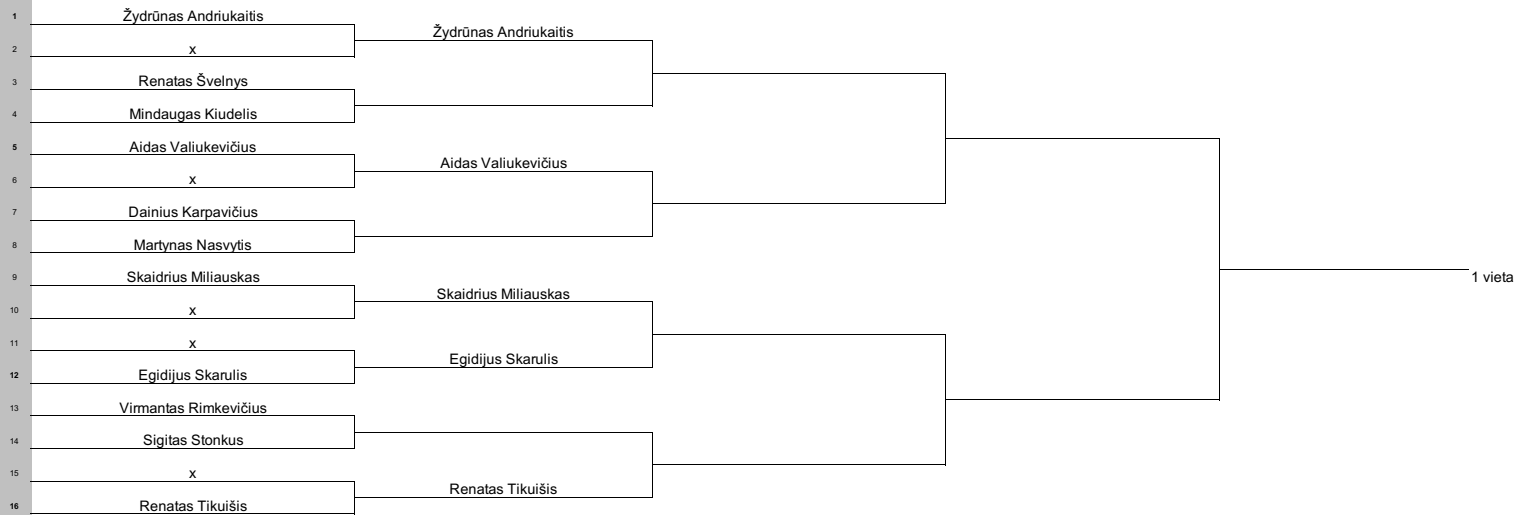 1 Žydrūnas Andriukaitis
Žydrūnas Andriukaitis
2 x
3 Renatas Švelnys
4 Mindaugas Kiudelis
5 Aidas Valiukevičius
Aidas Valiukevičius
6 x
7 Dainius Karpavičius
8 Martynas Nasvytis
9 Skaidrius Miliauskas
1 vieta
Skaidrius Miliauskas
10 x
11 x
Egidijus Skarulis
12 Egidijus Skarulis
13 Virmantas Rimkevičius
14 Sigitas Stonkus
15 x
Renatas Tikuišis
16 Renatas Tikuišis